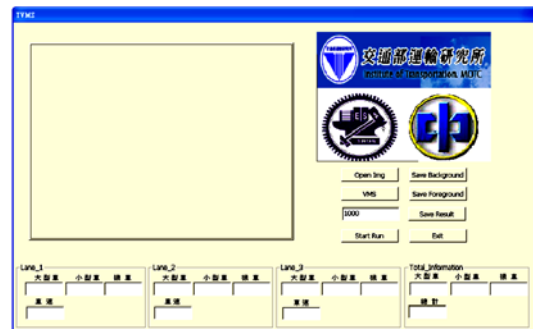 IVMS
交通部運輸研究所
Institute of Transportation, MOTC
Open Img
Save Background
VMS
Save Foreground
1000
Save Result
Start Run
Exit
Lane_1
大型車 小型車 機車
車速
Lane_2
大型車 小型車 機車
車速
Lane_3
大型車 小型車 機車
車速
Total_Information
大型車 小型車 機車
總計